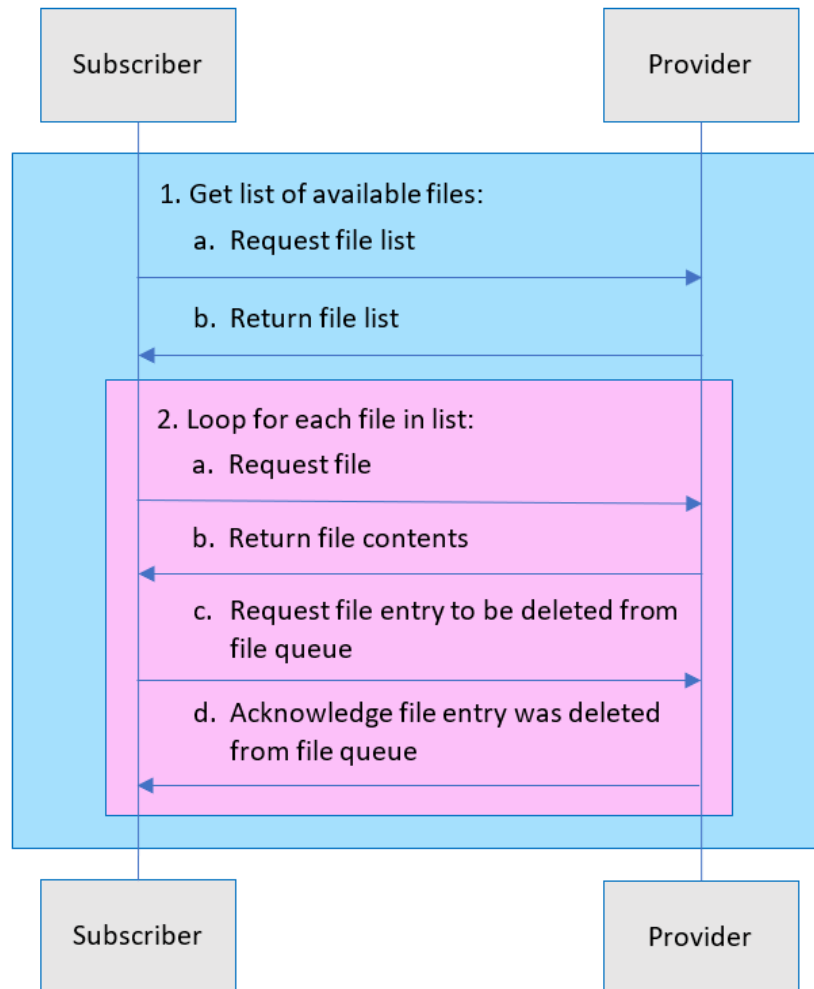 Subscriber
Provider
1. Get list of available files:
a. Request file list
b. Return file list
2. Loop for each file in list:
a. Request file
b. Return file contents
c. Request file entry to be deleted from
file queue
d. Acknowledge file entry was deleted
from file queue
Subscriber
Provider